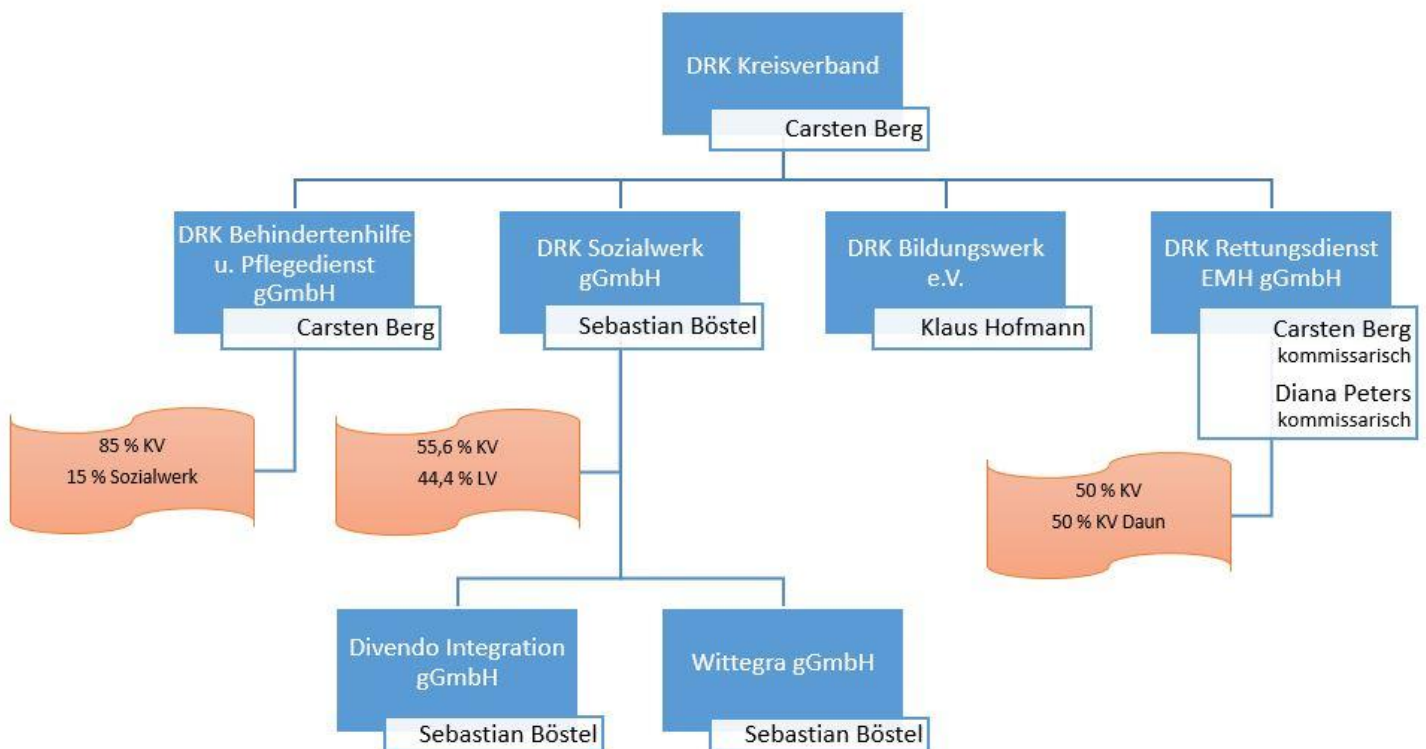 DRK Kreisverband
Carsten Berg
DRK Behindertenhilfe
u. Pflegedienst
gGmbH
Carsten Berg
DRK Sozialwerk
gGmbH
Sebastian Böstel
DRK Bildungswerk
e.V.
Klaus Hofmann
DRK Rettungsdienst
EMH gGmbH
Carsten Berg
kommissarisch
Diana Peters
kommissarisch
85 % KV
15 % Sozialwerk
55,6 % KV
44,4 % LV
50 % KV
50 % KV Daun
Divendo Integration
gGmbH
Sebastian Böstel
Wittegra gGmbH
Sebastian Böstel